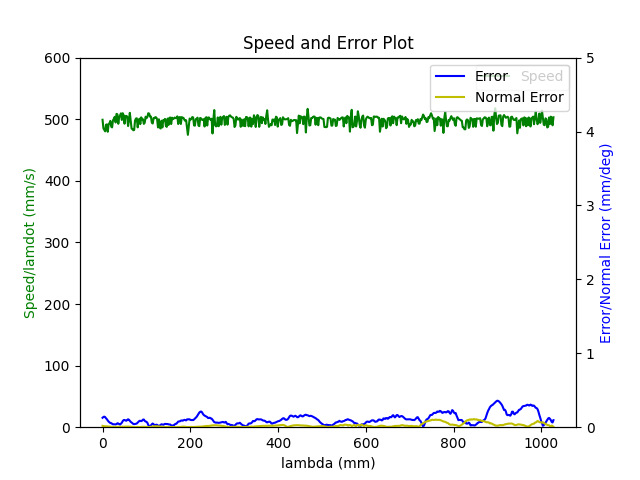 Speed and Error Plot
600
500
400
300
200
100
0
Speed/lamdot (mm/s)
5
4
3
2
1
0
Error/Normal Error (mm/deg)
Error
Speed
Normal Error
0 200 400 600 800 1000
lambda (mm)